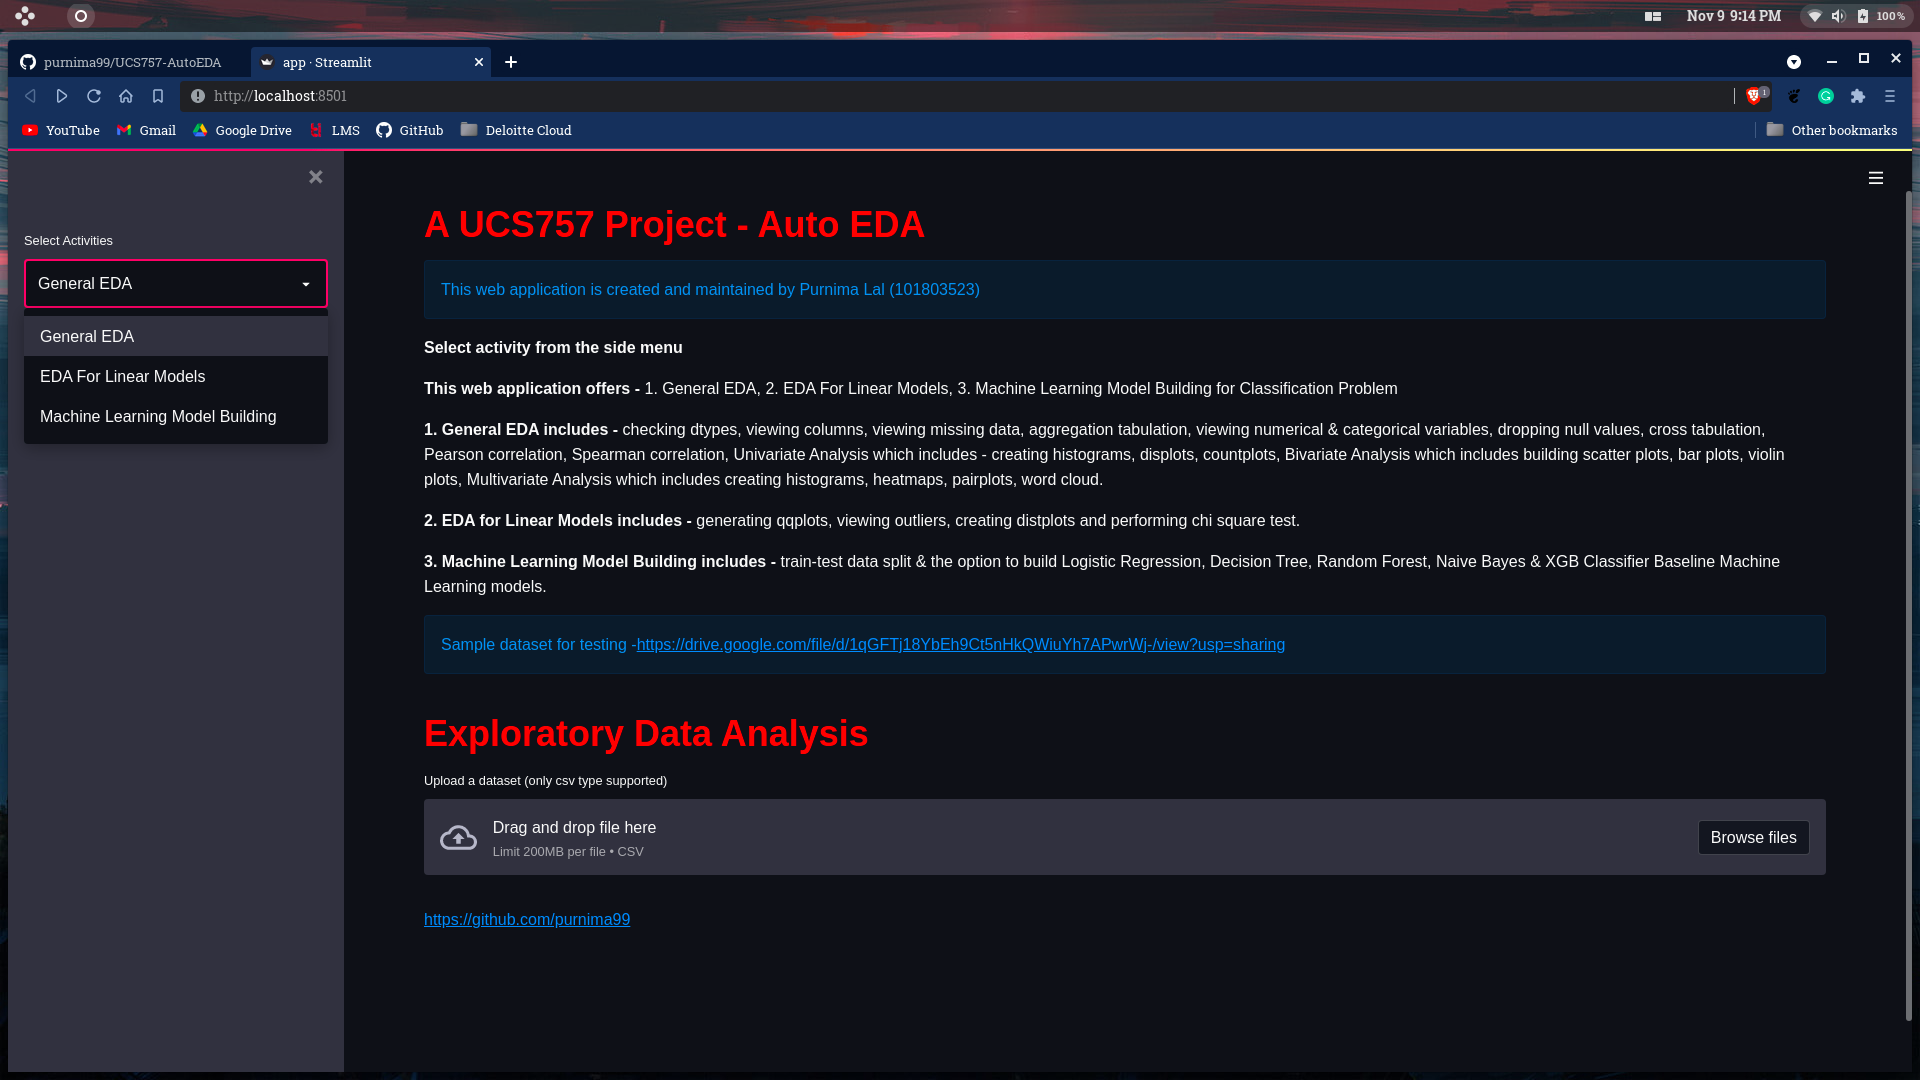 Nov 9 9:14 PM
100%
purnima99/UCS757-AutoEDA
app · Streamlit
http://localhost:8501
1
YouTube
Gmail
Google Drive
LMS
GitHub
Deloitte Cloud
Other bookmarks
Select Activities
General EDA
General EDA
EDA For Linear Models
Machine Learning Model Building
A UCS757 Project - Auto EDA
This web application is created and maintained by Purnima Lal (101803523)
Select activity from the side menu
This web application offers - 1. General EDA, 2. EDA For Linear Models, 3. Machine Learning Model Building for Classification Problem
1. General EDA includes - checking dtypes, viewing columns, viewing missing data, aggregation tabulation, viewing numerical & categorical variables, dropping null values, cross tabulation,
Pearson correlation, Spearman correlation, Univariate Analysis which includes - creating histograms, displots, countplots, Bivariate Analysis which includes building scatter plots, bar plots, violin
plots, Multivariate Analysis which includes creating histograms, heatmaps, pairplots, word cloud.
2. EDA for Linear Models includes - generating qqplots, viewing outliers, creating distplots and performing chi square test.
3. Machine Learning Model Building includes - train-test data split & the option to build Logistic Regression, Decision Tree, Random Forest, Naive Bayes & XGB Classifier Baseline Machine
Learning models.
Sample dataset for testing -https://drive.google.com/file/d/1qGFTj18YbEh9Ct5nHkQWiuYh7APwrWj-/view?usp=sharing
Exploratory Data Analysis
Upload a dataset (only csv type supported)
Drag and drop file here
Limit 200MB per file • CSV
Browse files
https://github.com/purnima99